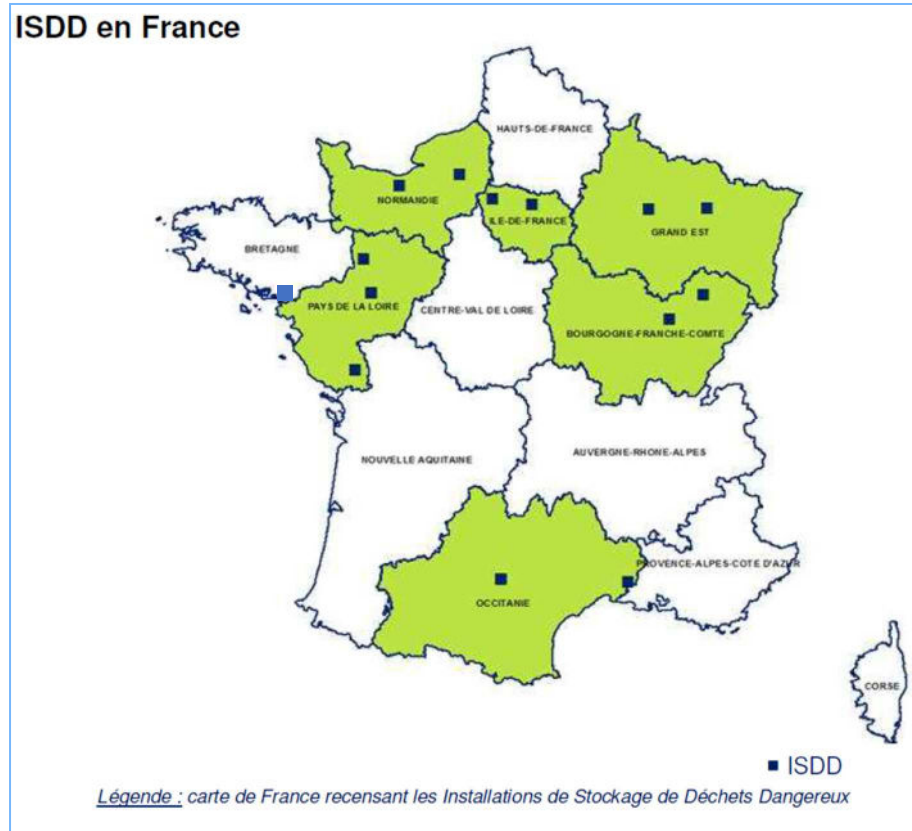 ISDD en France
HAUTS-DE-FRANCE
NORMANDIE
ILE-DE-FRANCE
GRAND EST
BRETAGNE
PAYS DE LA LOIRE
CENTRE-VAL DE LOIRE
BOURGOGNE-FRANCHE-COMTE
NOUVELLE AQUITAINE
AUVERGNE-RHONE-ALPES
PROVENCE-ALPES-COTE D'AZUR
OCCITANIE
CORSE
ISDD
Légende : carte de France recensant les Installations de Stockage de Déchets Dangereux